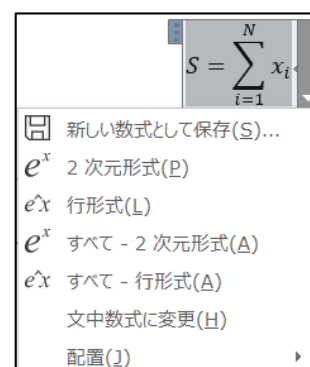 S = \sum_{i=1}^{N} x_i
新しい数式として保存(S)...
e^x 2 次元形式(P)
e^x 行形式(L)
e^x すべて - 2 次元形式(A)
e^x すべて - 行形式(A)
文中数式に変更(H)
配置(J)